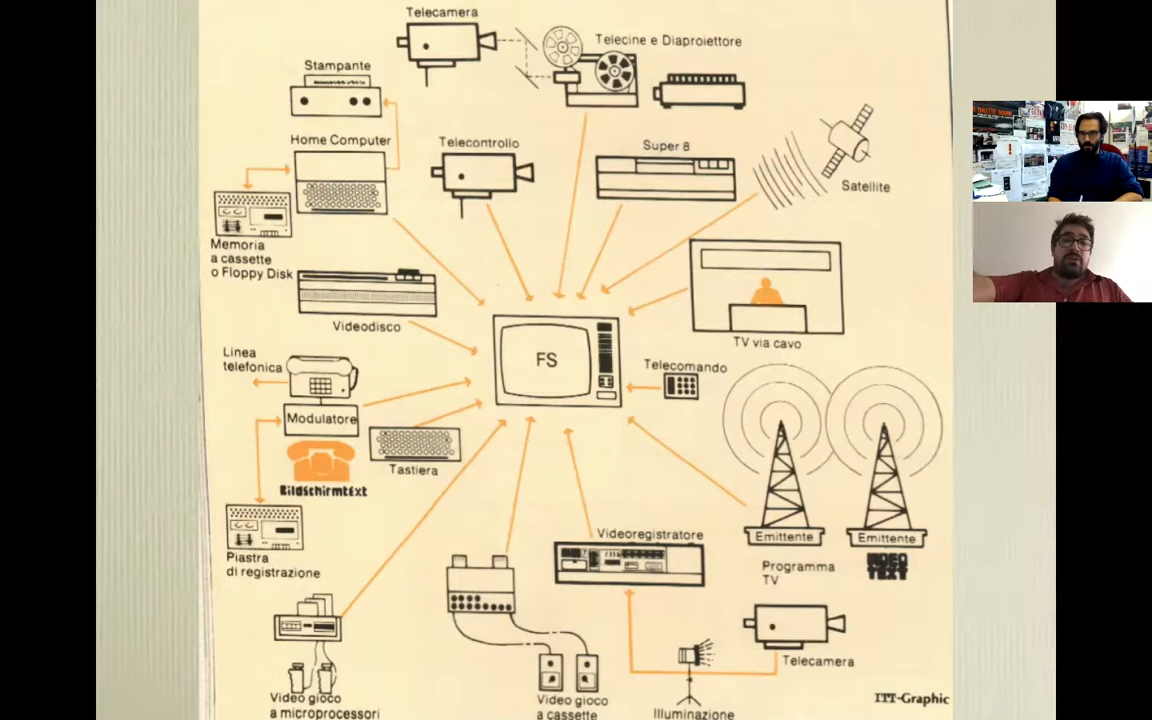 Telecamera
Telecine e Diaproiettore
Stampante
Home Computer
Telecontrollo
Super 8
Satellite
Memoria
a cassette
o Floppy Disk
Videodisco
TV via cavo
Linea
telefonica
FS
Telecomando
Modulatore
Tastiera
Bildschirmtext
Piastra
di registrazione
Videoregistratore
Emittente
Emittente
Programma
TV
VIDEO
TEXT
Telecamera
Video gioco
a microprocessori
Video gioco
a cassette
Illuminazione
ITT-Graphic